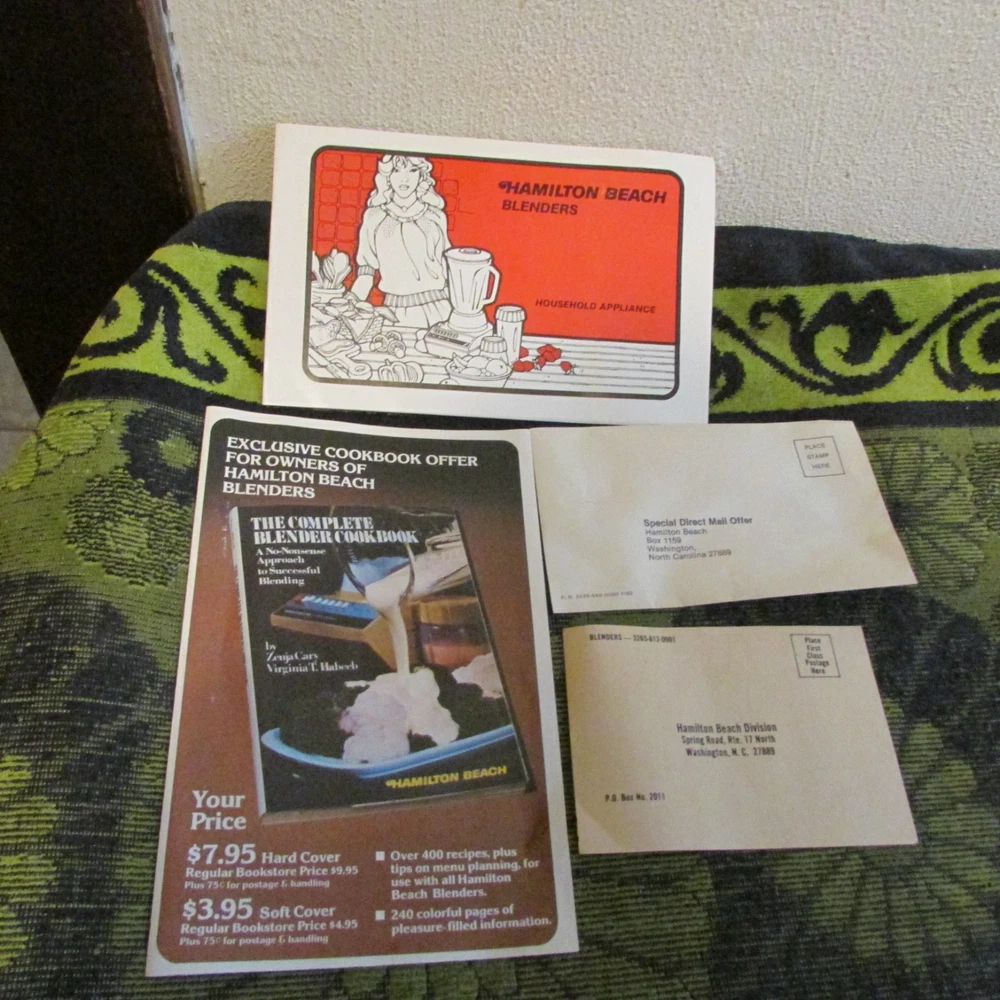 HAMILTON BEACH
BLENDERS
HOUSEHOLD APPLIANCE
EXCLUSIVE COOKBOOK OFFER
FOR OWNERS OF
HAMILTON BEACH
BLENDERS
THE COMPLETE
BLENDER COOKBOOK
A No-Nonsense
Approach
to Successful
Blending
by
Zenja Cary
Virginia T. Habeeb
HAMILTON BEACH
Your
Price
$7.95 Hard Cover
Regular Bookstore Price $9.95
Plus 75¢ for postage & handling
$3.95 Soft Cover
Regular Bookstore Price $4.95
Plus 75¢ for postage & handling
■ Over 400 recipes, plus
tips on menu planning, for
use with all Hamilton
Beach Blenders.
■ 240 colorful pages of
pleasure-filled information.
PLACE
STAMP
HERE
Special Direct Mail Offer
Hamilton Beach
Box 1159
Washington,
North Carolina 27889
BLENDERS — 3205-013-0001
Place
First
Class
Postage
Here
Hamilton Beach Division
Spring Road, Rte. 17 North
Washington, N. C. 27889
P.O. Box No. 2011